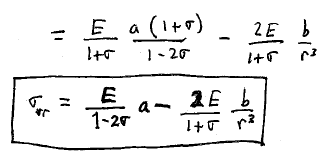 = E/(1+σ) a(1+σ)/(1-2σ) - 2E/(1+σ) b/r³
σ_rr = E/(1-2σ) a - 2E/(1+σ) b/r³